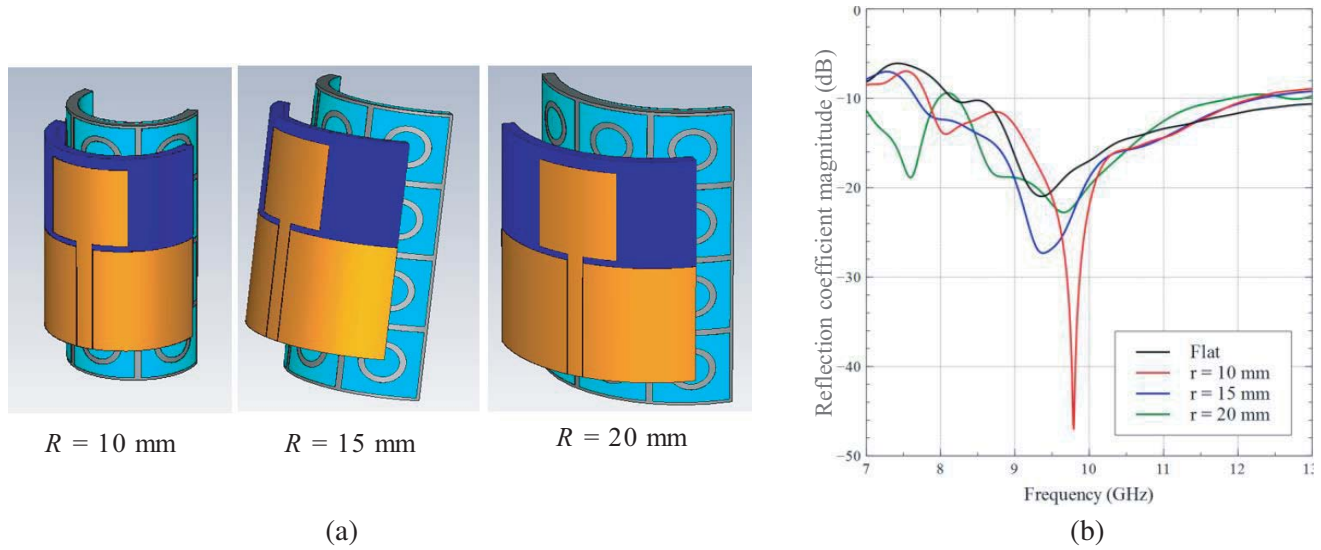 R = 10 mm
R = 15 mm
R = 20 mm
(a)
Reflection coefficient magnitude (dB)
0
−10
−20
−30
−40
−50
7
8
9
10
11
12
13
Frequency (GHz)
Flat
r = 10 mm
r = 15 mm
r = 20 mm
(b)